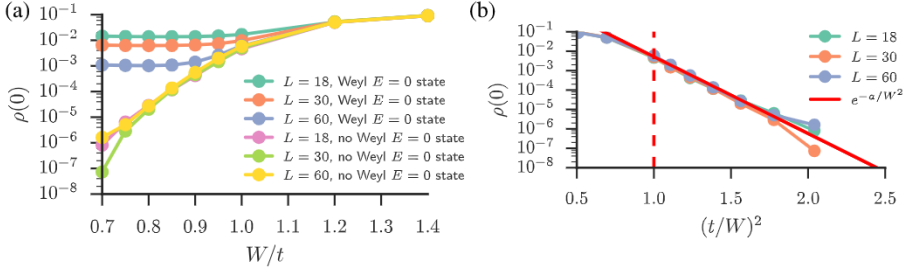 (a)
10⁻¹
10⁻²
10⁻³
10⁻⁴
10⁻⁵
10⁻⁶
10⁻⁷
10⁻⁸
ρ(0)
L = 18, Weyl E = 0 state
L = 30, Weyl E = 0 state
L = 60, Weyl E = 0 state
L = 18, no Weyl E = 0 state
L = 30, no Weyl E = 0 state
L = 60, no Weyl E = 0 state
0.7 0.8 0.9 1.0 1.1 1.2 1.3 1.4
W/t
(b)
10⁻¹
10⁻²
10⁻³
10⁻⁴
10⁻⁵
10⁻⁶
10⁻⁷
10⁻⁸
ρ(0)
L = 18
L = 30
L = 60
e^{-a/W²}
0.5 1.0 1.5 2.0 2.5
(t/W)²